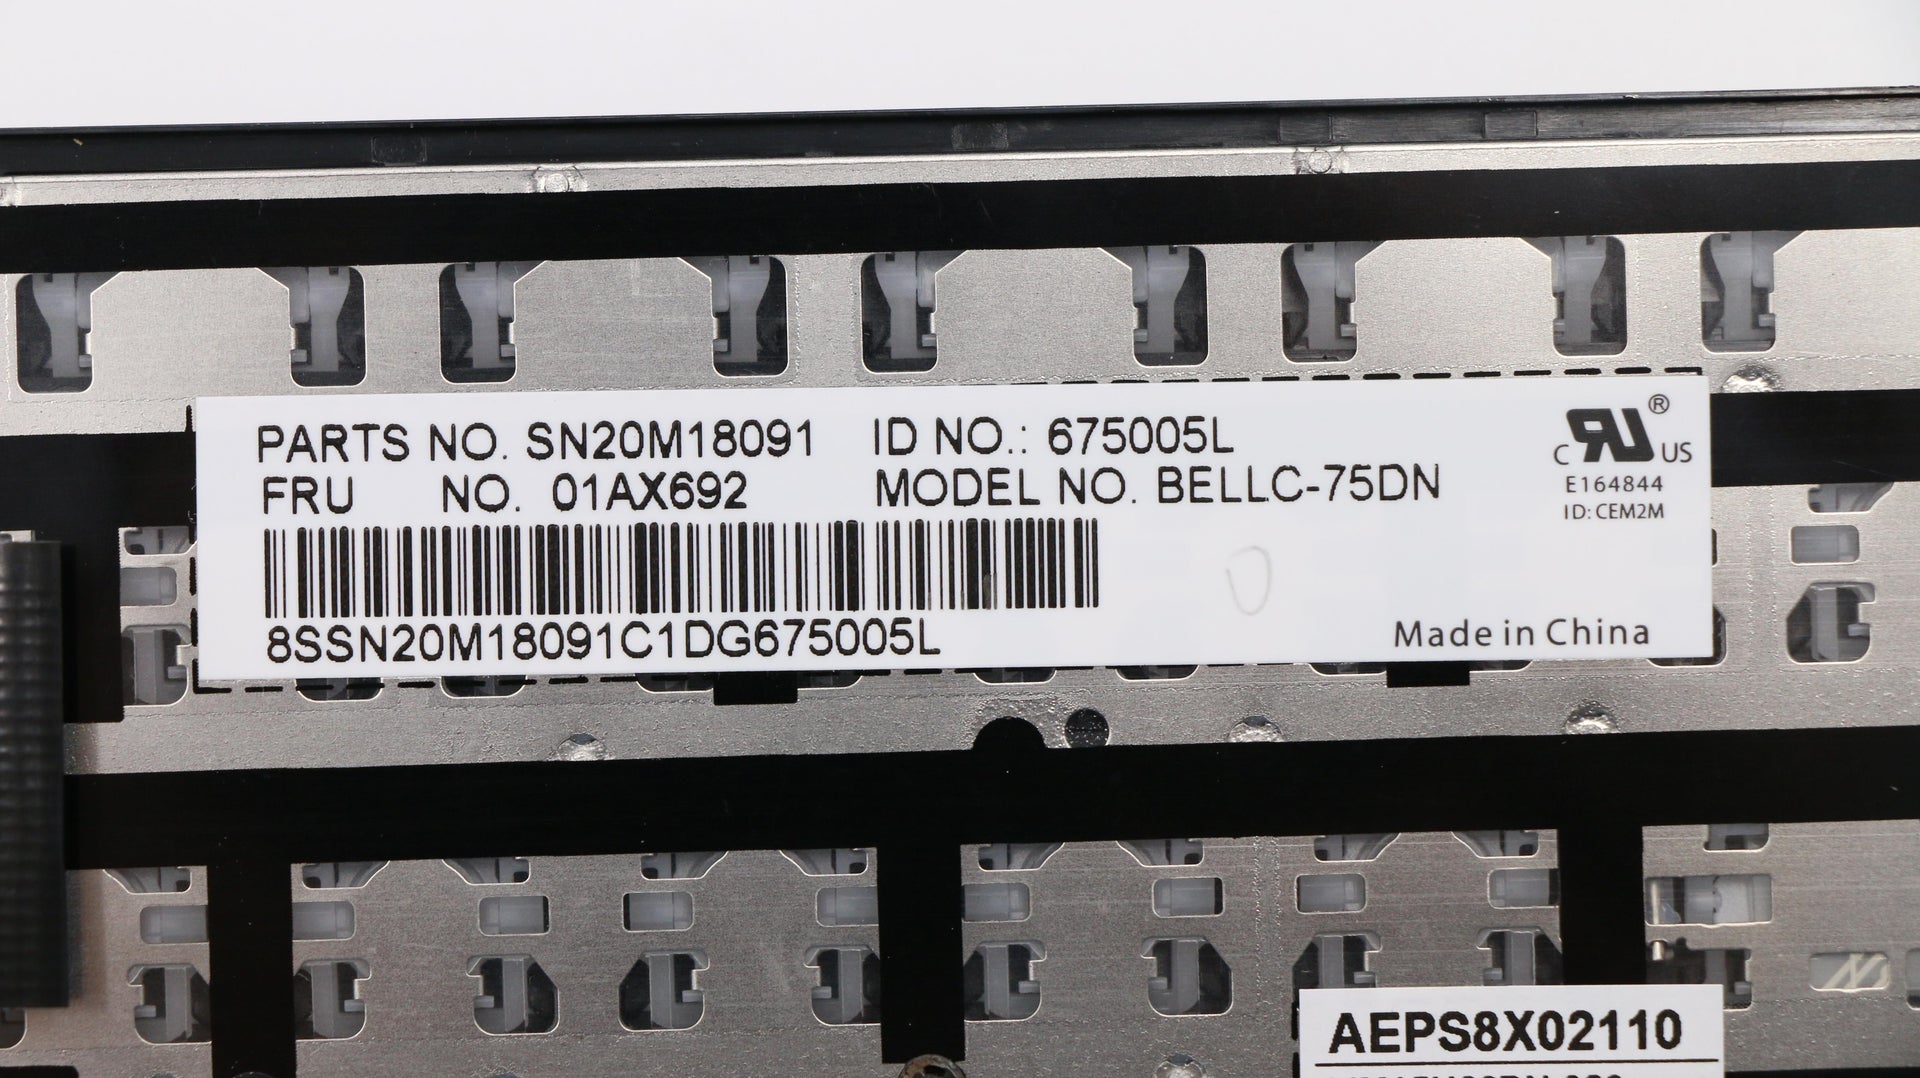 PARTS NO. SN20M18091 ID NO.: 675005L
FRU NO. 01AX692 MODEL NO. BELLC-75DN
8SSN20M18091C1DG675005L
®
C RU US
E164844
ID: CEM2M
Made in China
AEPS8X02110